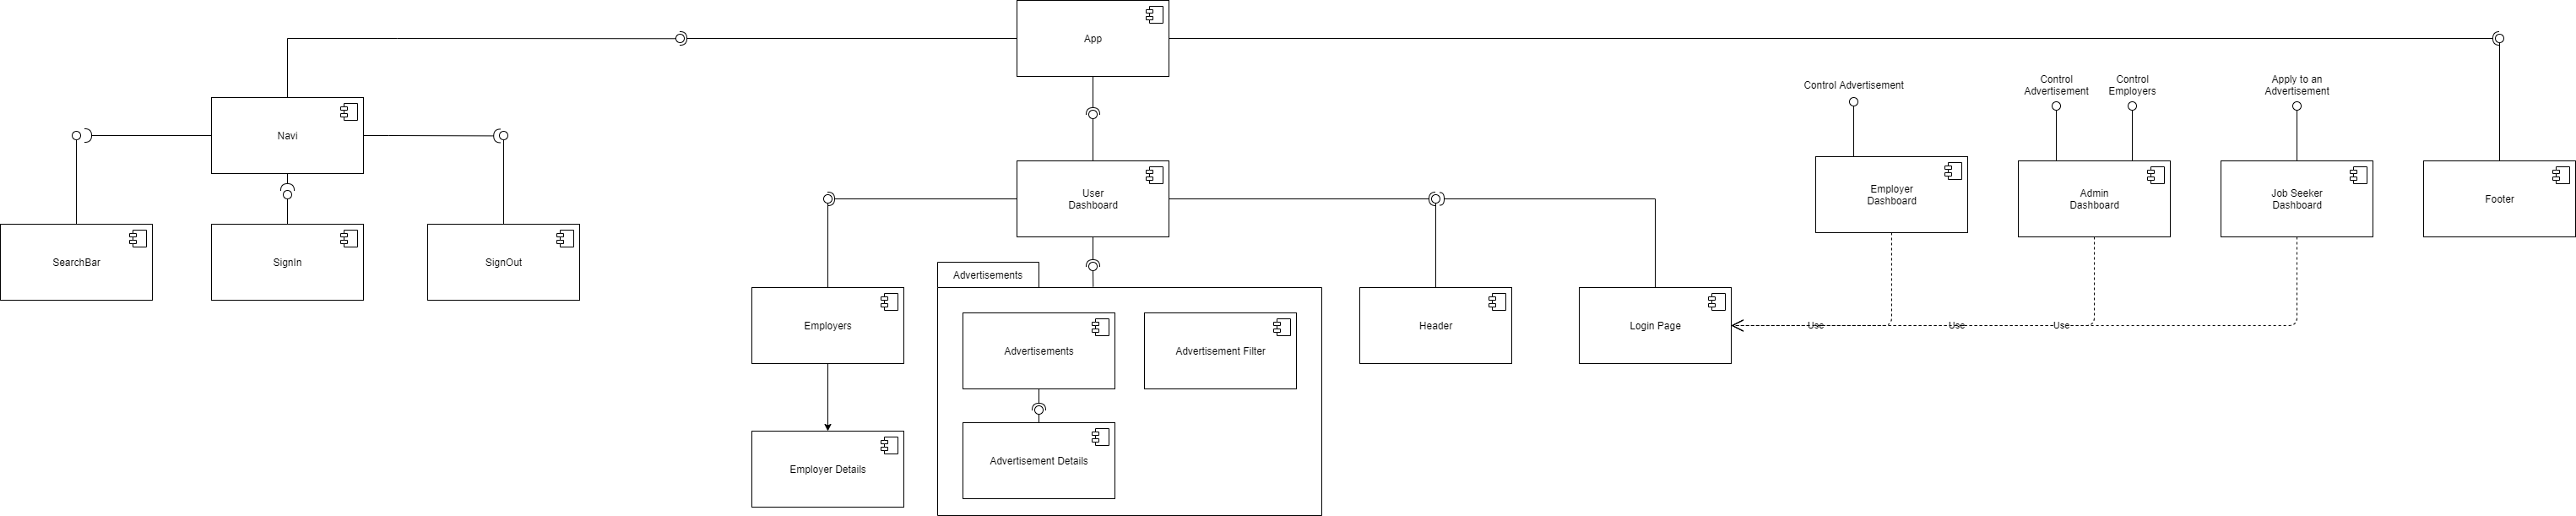 App
Control Advertisement
Control
Advertisement
Control
Employers
Apply to an
Advertisement
Navi
User
Dashboard
Employer
Dashboard
Admin
Dashboard
Job Seeker
Dashboard
Footer
SearchBar
SignIn
SignOut
Advertisements
Employers
Advertisements
Advertisement Filter
Header
Login Page
Use
Use
Use
Employer Details
Advertisement Details